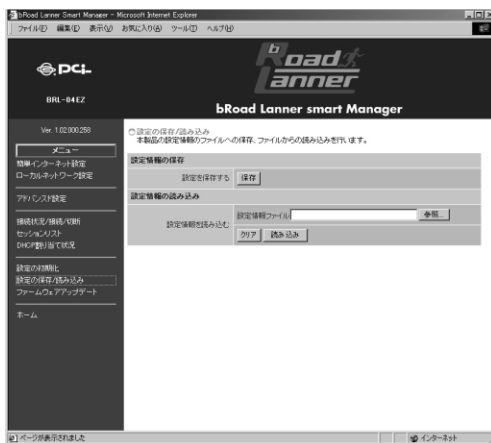 bRoad Lanner Smart Manager - Microsoft Internet Explorer
ファイル(F) 編集(E) 表示(V) お気に入り(A) ツール(T) ヘルプ(H)
PCi
BRL-04EZ
bRoad Lanner
bRoad Lanner smart Manager
Ver. 1.02:000258
メニュー
簡単インターネット設定
ローカルネットワーク設定
アドバンスド設定
接続状況/接続/切断
セッションリスト
DHCP割り当て状況
設定の初期化
設定の保存/読み込み
ファームウェアアップデート
ホーム
設定の保存/読み込み
本製品の設定情報のファイルへの保存、ファイルからの読み込みを行います。
設定情報の保存
設定を保存する 保存
設定情報の読み込み
設定情報を読み込む
設定情報ファイル 参照...
クリア 読み込み
ページが表示されました
インターネット